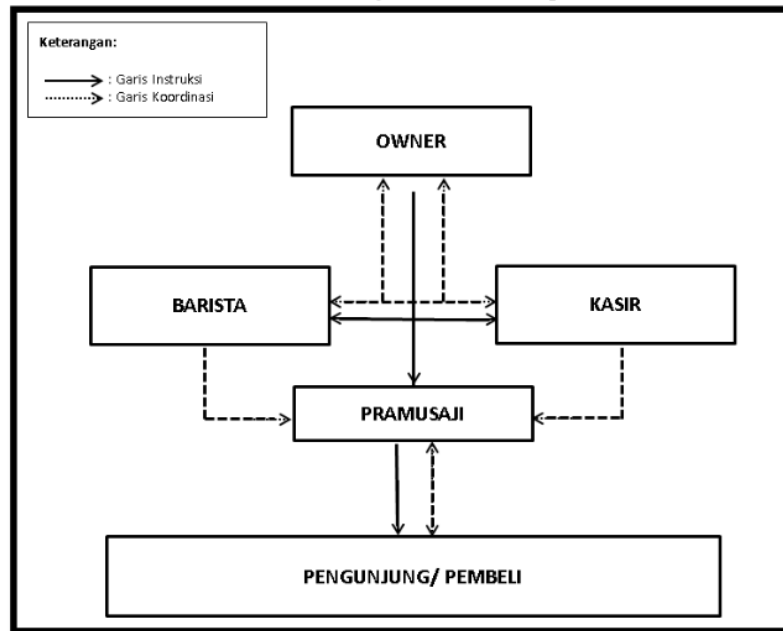 Keterangan:
: Garis Instruksi
: Garis Koordinasi
OWNER
BARISTA
KASIR
PRAMUSAJI
PENGUNJUNG/ PEMBELI